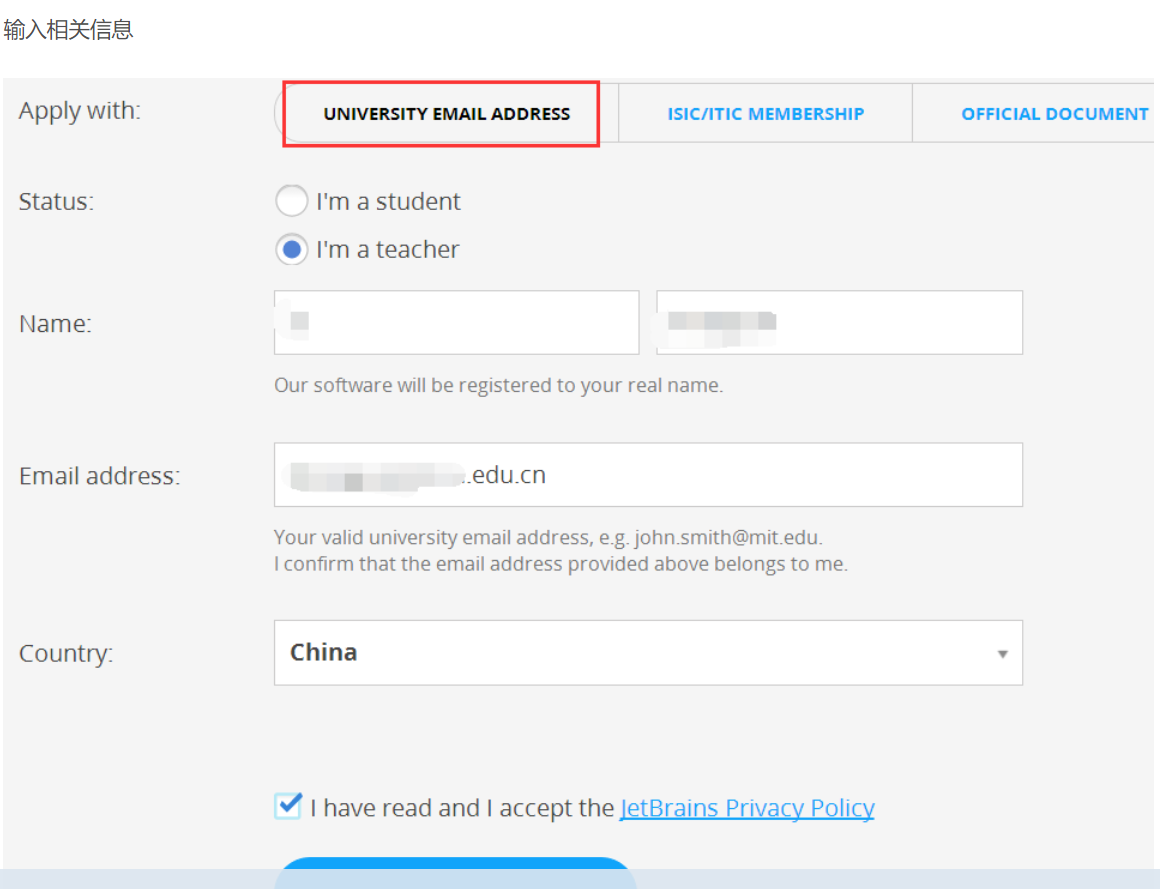 输入相关信息
Apply with: UNIVERSITY EMAIL ADDRESS ISIC/ITIC MEMBERSHIP OFFICIAL DOCUMENT
Status: I'm a student
I'm a teacher
Name:
Our software will be registered to your real name.
Email address: .edu.cn
Your valid university email address, e.g. john.smith@mit.edu.
I confirm that the email address provided above belongs to me.
Country: China
I have read and I accept the JetBrains Privacy Policy